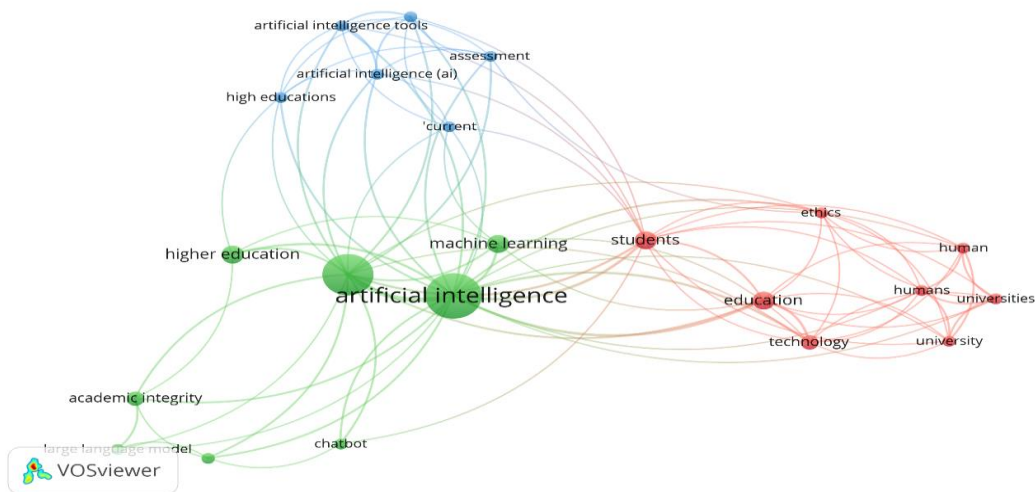 artificial intelligence tools
assessment
artificial intelligence (ai)
high educations
'current
ethics
students
machine learning
higher education
human
artificial intelligence
humans
universities
education
technology
university
academic integrity
chatbot
large language model
VOSviewer